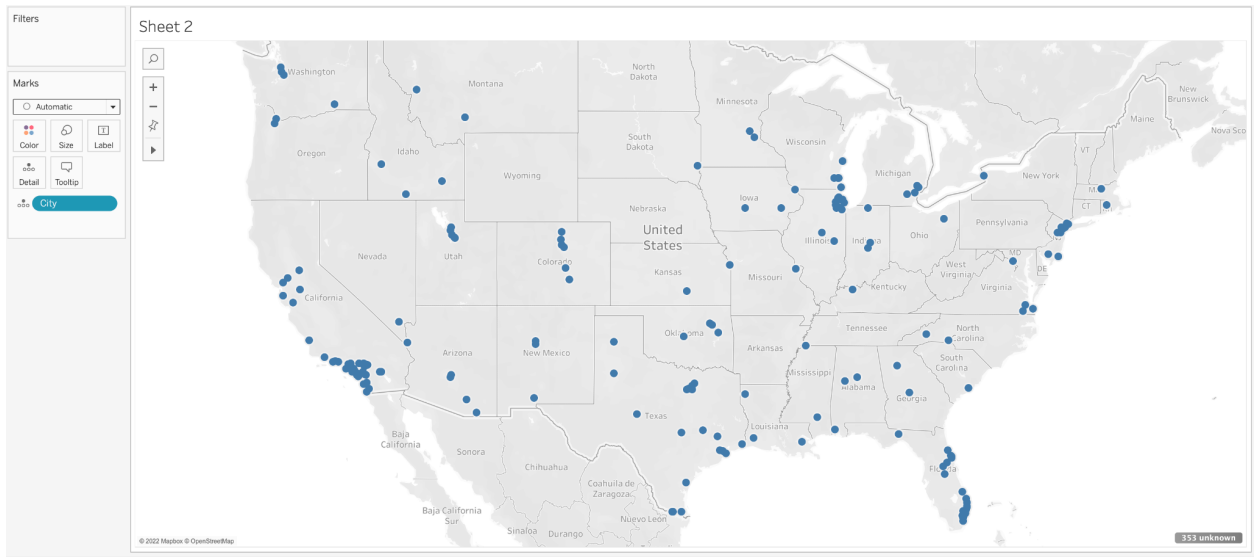 Filters
Marks
Automatic
Color
Size
Label
Detail
Tooltip
City
Sheet 2
Washington
Montana
North
Dakota
Minnesota
New
Brunswick
Maine
Oregon
Idaho
South
Dakota
Wisconsin
VT
Wyoming
Michigan
New York
Iowa
CT
Nebraska
United
States
Pennsylvania
Nevada
Utah
Colorado
Illinois
Indiana
Ohio
MD
DE
California
Kansas
Missouri
West
Virginia
Virginia
Kentucky
Arizona
New Mexico
Oklahoma
Arkansas
Tennessee
North
Carolina
South
Carolina
Mississippi
Alabama
Georgia
Texas
Louisiana
Baja
California
Sonora
Chihuahua
Florida
Coahuila de
Zaragoza
Baja California
Sur
Sinaloa
Durango
Nuevo León
© 2022 Mapbox © OpenStreetMap
353 unknown